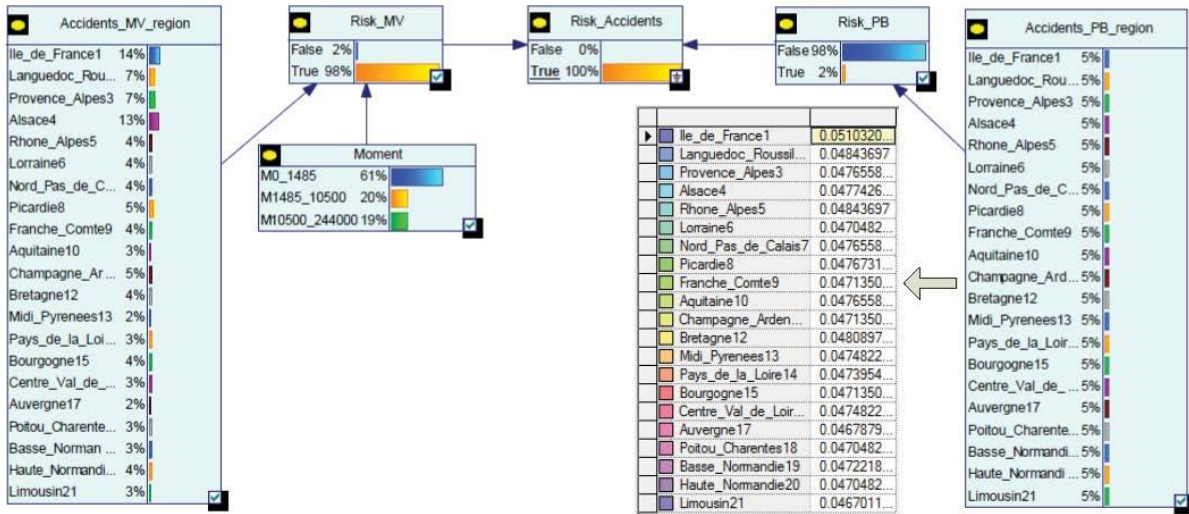 Accidents_MV_region
Ile_de_France1 14%
Languedoc_Rou... 7%
Provence_Alpes3 7%
Alsace4 13%
Rhone_Alpes5 4%
Lorraine6 4%
Nord_Pas_de_C... 4%
Picardie8 5%
Franche_Comte9 4%
Aquitaine10 3%
Champagne_Ar ... 5%
Bretagne12 4%
Midi_Pyrenees13 2%
Pays_de_la_Loi... 3%
Bourgogne15 4%
Centre_Val_de_... 3%
Auvergne17 2%
Poitou_Charente... 3%
Basse_Norman ... 3%
Haute_Normandi... 4%
Limousin21 3%
Risk_MV
False 2%
True 98%
Moment
M0_1485 61%
M1485_10500 20%
M10500_244000 19%
Risk_Accidents
False 0%
True 100%
Risk_PB
False 98%
True 2%
Ile_de_France1 0.0510320...
Languedoc_Roussil... 0.04843697
Provence_Alpes3 0.0476558...
Alsace4 0.0477426...
Rhone_Alpes5 0.04843697
Lorraine6 0.0470482...
Nord_Pas_de_Calais7 0.0476558...
Picardie8 0.0476731...
Franche_Comte9 0.0471350...
Aquitaine10 0.0476558...
Champagne_Arden... 0.0471350...
Bretagne12 0.0480897...
Midi_Pyrenees13 0.0474822...
Pays_de_la_Loire14 0.0473954...
Bourgogne15 0.0471350...
Centre_Val_de_Loir... 0.0474822...
Auvergne17 0.0467879...
Poitou_Charentes18 0.0470482...
Basse_Normandie19 0.0472218...
Haute_Normandie20 0.0470482...
Limousin21 0.0467011...
Accidents_PB_region
Ile_de_France1 5%
Languedoc_Rou... 5%
Provence_Alpes3 5%
Alsace4 5%
Rhone_Alpes5 5%
Lorraine6 5%
Nord_Pas_de_C... 5%
Picardie8 5%
Franche_Comte9 5%
Aquitaine10 5%
Champagne_Ard... 5%
Bretagne12 5%
Midi_Pyrenees13 5%
Pays_de_la_Loir... 5%
Bourgogne15 5%
Centre_Val_de_ ... 5%
Auvergne17 5%
Poitou_Charente... 5%
Basse_Normandi... 5%
Haute_Normandi ... 5%
Limousin21 5%